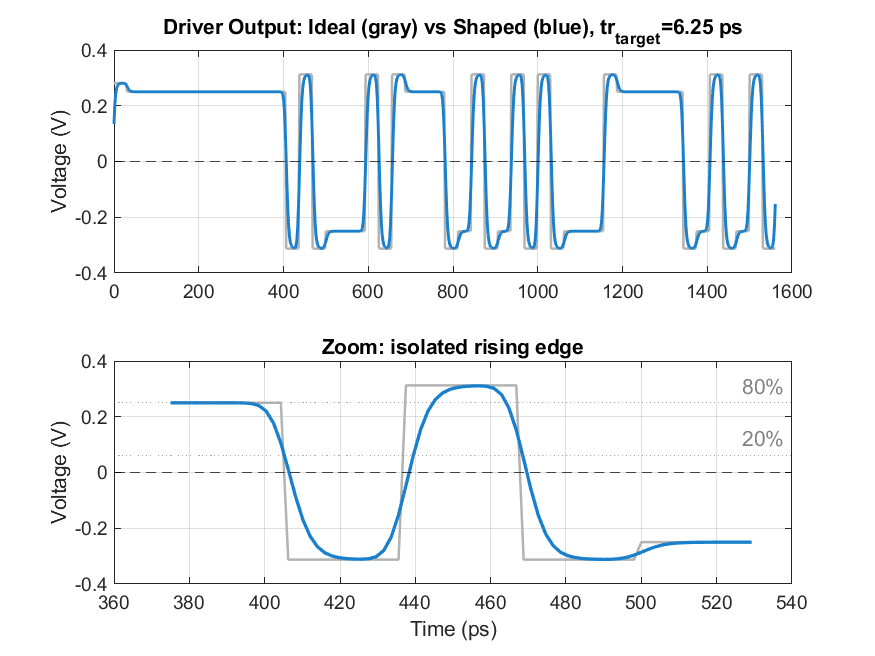 Driver Output: Ideal (gray) vs Shaped (blue), tr_target=6.25 ps
Voltage (V)
0.4
0.2
0
-0.2
-0.4
0 200 400 600 800 1000 1200 1400 1600
Zoom: isolated rising edge
Voltage (V)
0.4
0.2
0
-0.2
-0.4
80%
20%
360 380 400 420 440 460 480 500 520 540
Time (ps)